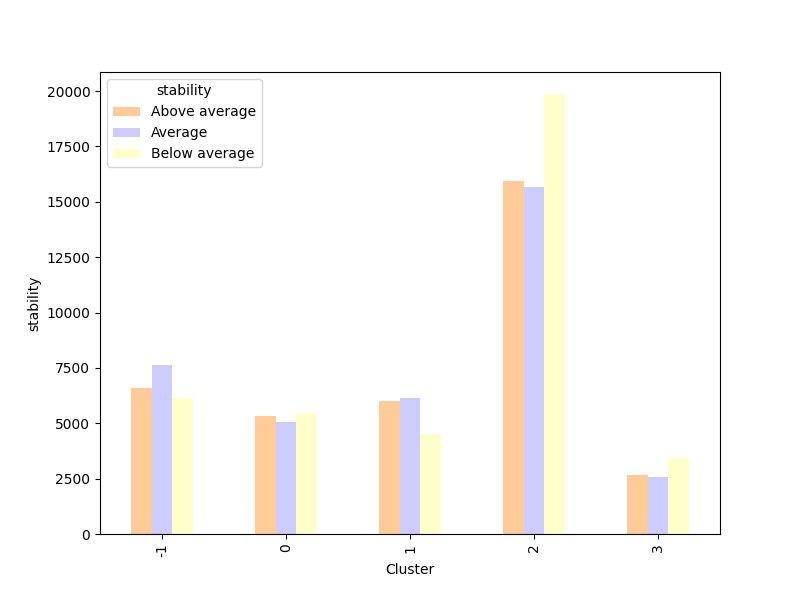 stability
Above average
Average
Below average
20000
17500
15000
12500
10000
7500
5000
2500
0
stability
-1
0
1
2
3
Cluster